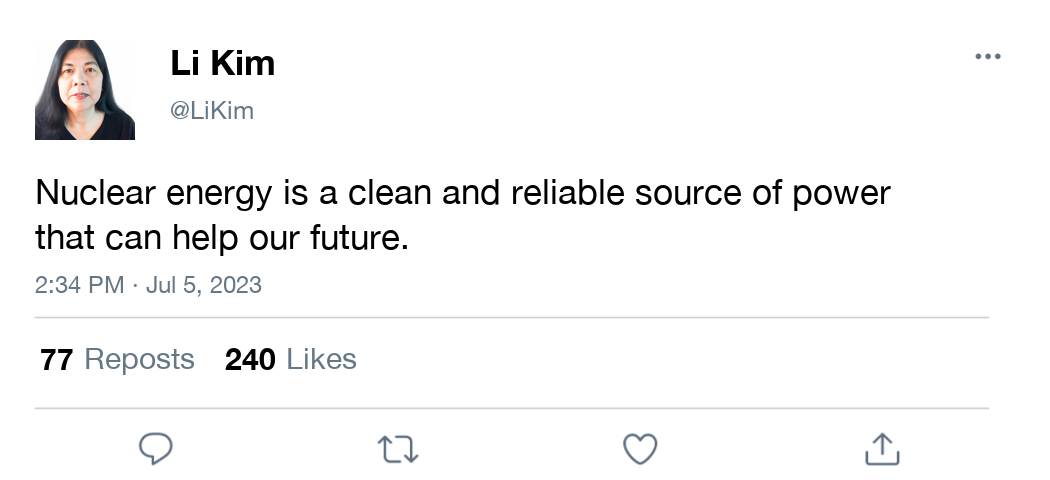 Li Kim
@LiKim
Nuclear energy is a clean and reliable source of power
that can help our future.
2:34 PM · Jul 5, 2023
77 Reposts 240 Likes